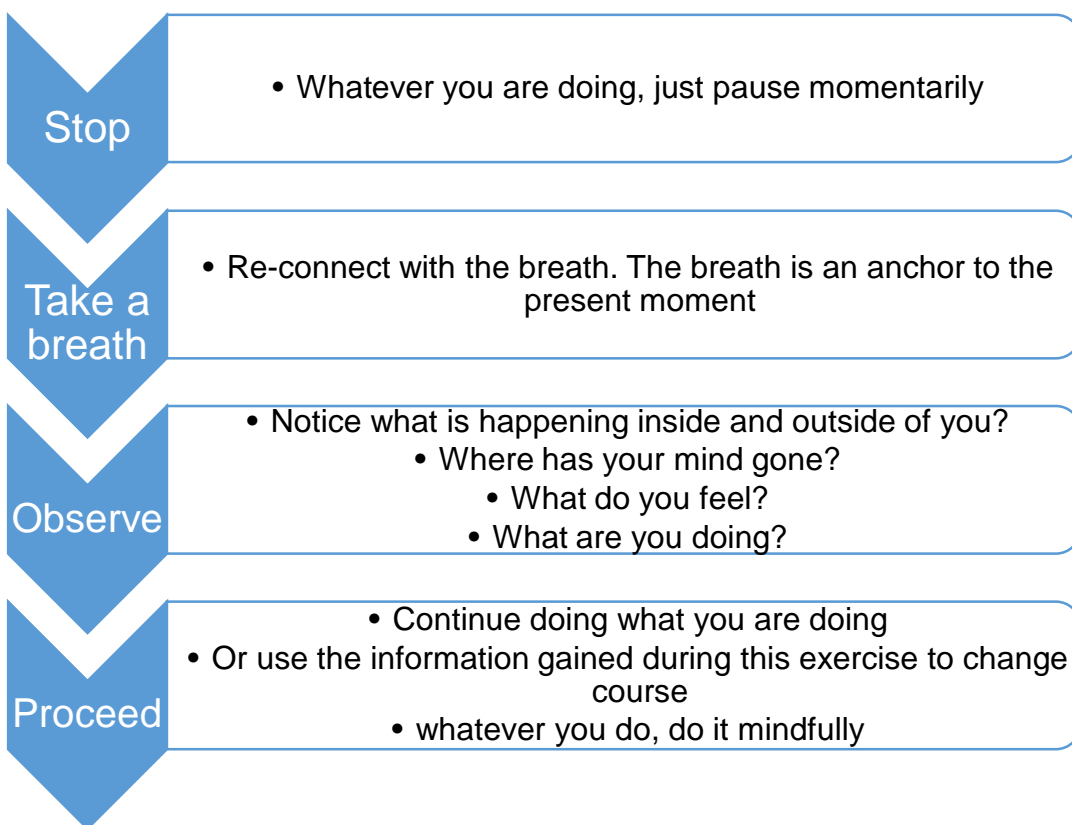 Stop
• Whatever you are doing, just pause momentarily
Take a
breath
• Re-connect with the breath. The breath is an anchor to the
present moment
Observe
• Notice what is happening inside and outside of you?
• Where has your mind gone?
• What do you feel?
• What are you doing?
Proceed
• Continue doing what you are doing
• Or use the information gained during this exercise to change
course
• whatever you do, do it mindfully